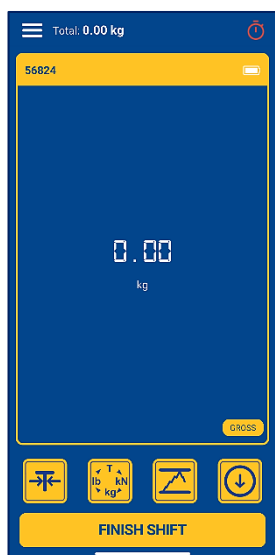 Total: 0.00 kg
56824
0.00
kg
GROSS
T
lb kN
kg
FINISH SHIFT